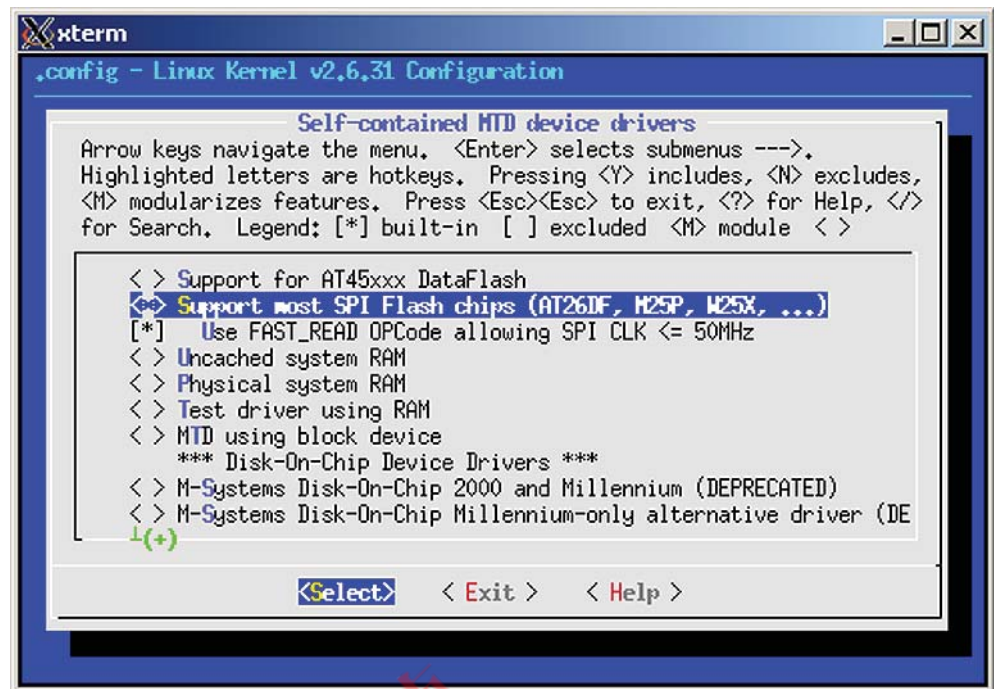 xterm
.config - Linux Kernel v2.6.31 Configuration
Self-contained MTD device drivers
Arrow keys navigate the menu. <Enter> selects submenus --->.
Highlighted letters are hotkeys. Pressing <Y> includes, <N> excludes,
<M> modularizes features. Press <Esc><Esc> to exit, <?> for Help, </>
for Search. Legend: [*] built-in [ ] excluded <M> module < >
< > Support for AT45xxx DataFlash
<*> Support most SPI Flash chips (AT26DF, M25P, W25X, ...)
[*] Use FAST_READ OPCode allowing SPI CLK <= 50MHz
< > Uncached system RAM
< > Physical system RAM
< > Test driver using RAM
< > MTD using block device
*** Disk-On-Chip Device Drivers ***
< > M-Systems Disk-On-Chip 2000 and Millennium (DEPRECATED)
< > M-Systems Disk-On-Chip Millennium-only alternative driver (DE
┴(+)
<Select> < Exit > < Help >